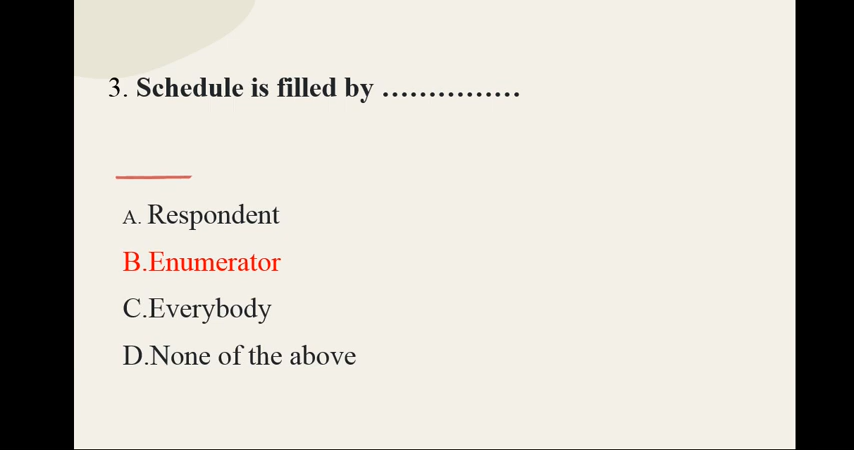 3. Schedule is filled by ……………
A. Respondent
B.Enumerator
C.Everybody
D.None of the above